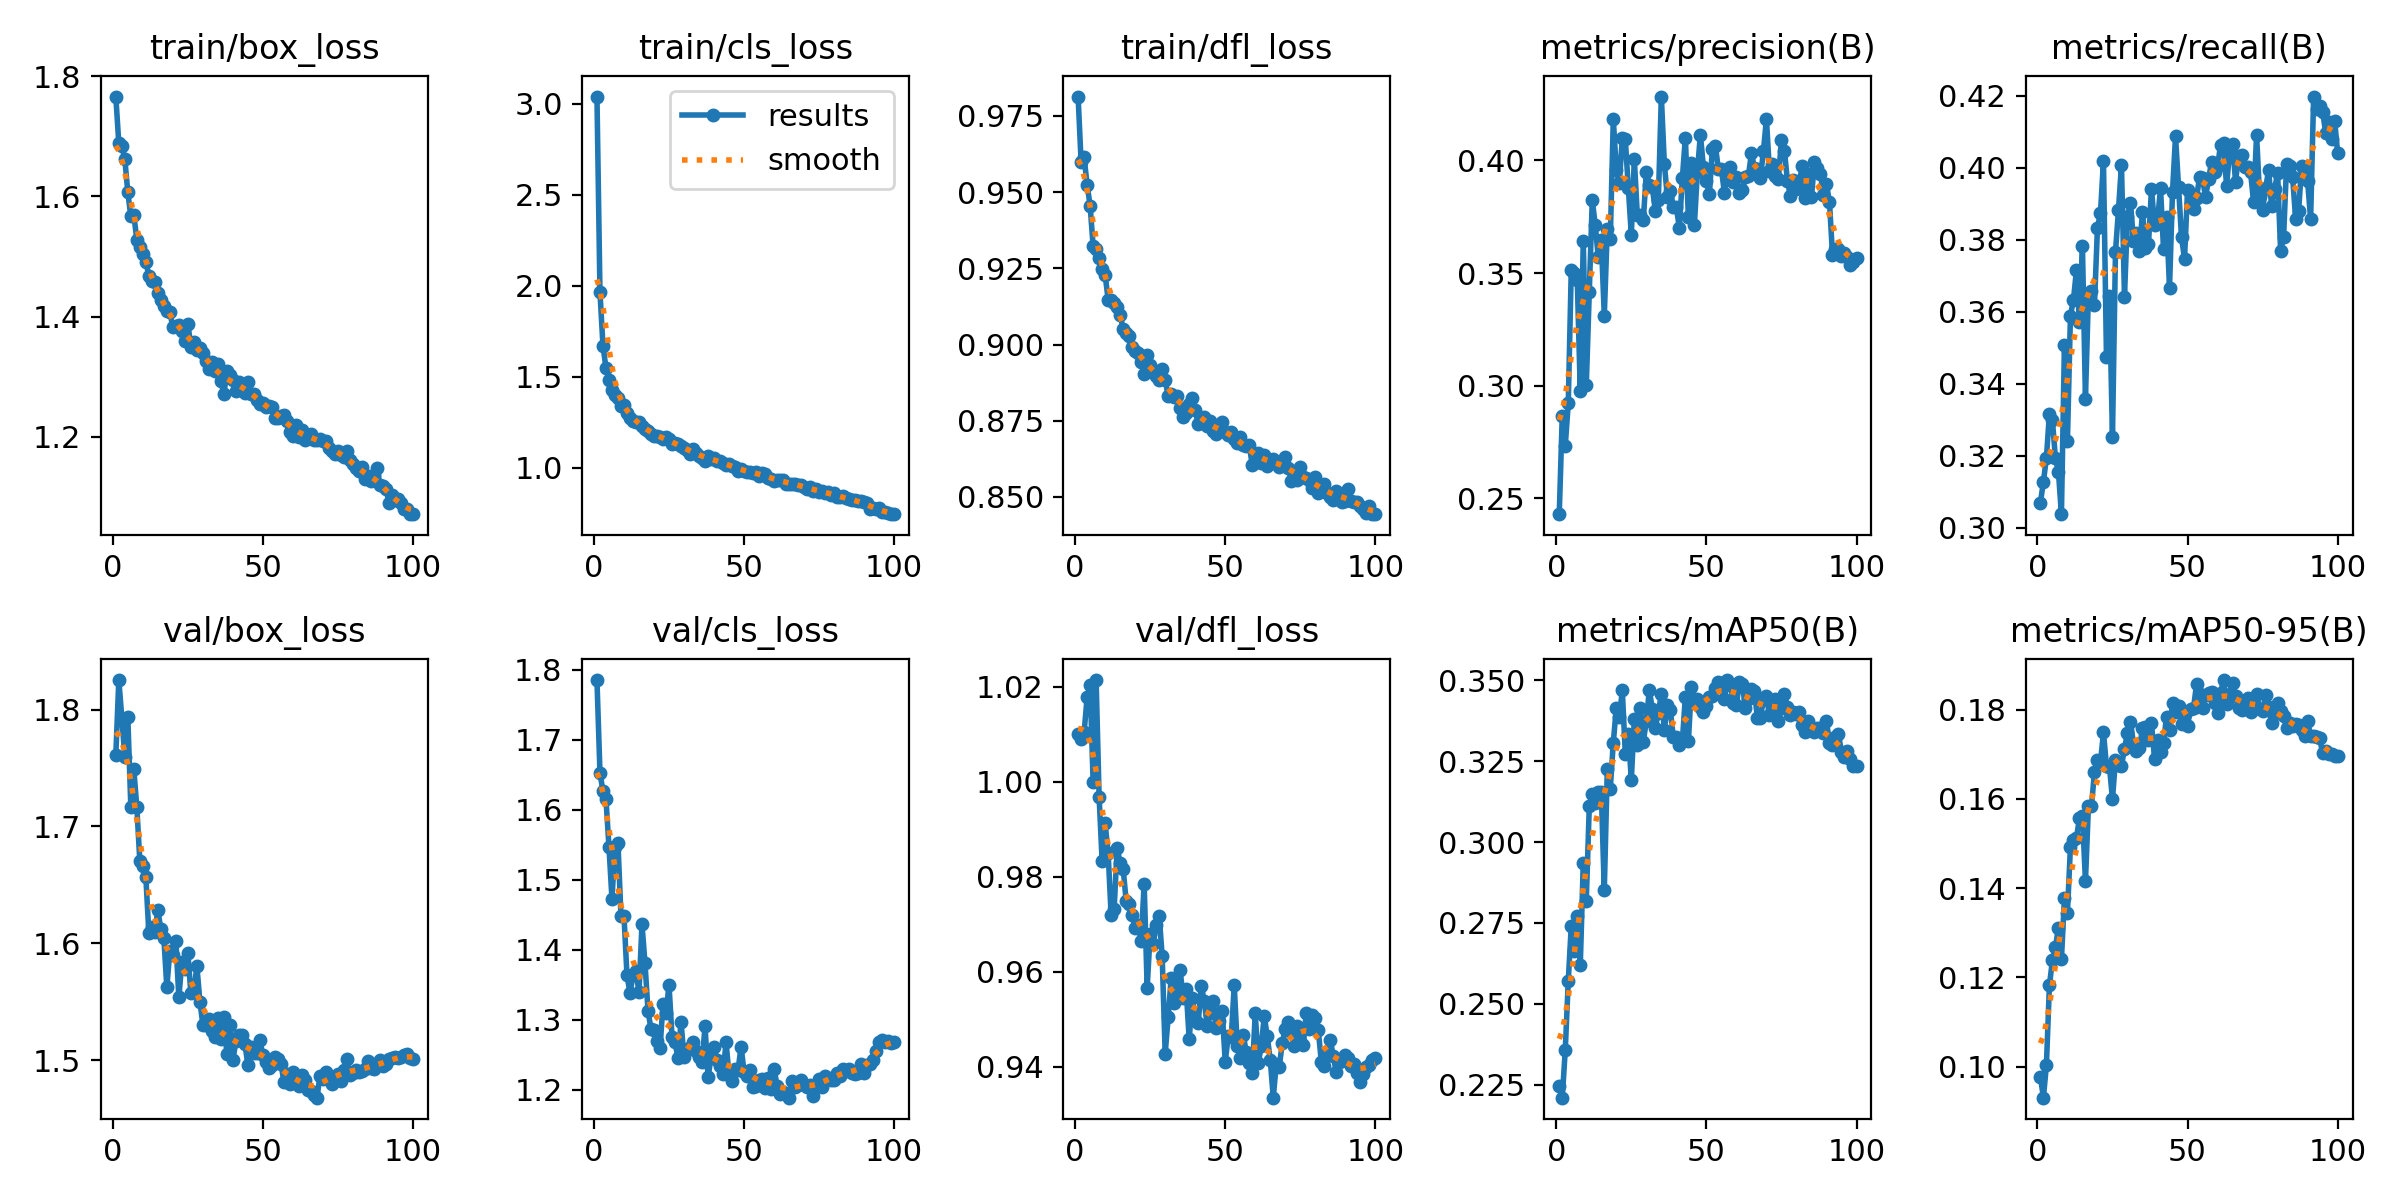 train/box_loss
1.8
1.6
1.4
1.2
0 50 100
train/cls_loss
results
smooth
3.0
2.5
2.0
1.5
1.0
0 50 100
train/dfl_loss
0.975
0.950
0.925
0.900
0.875
0.850
0 50 100
metrics/precision(B)
0.40
0.35
0.30
0.25
0 50 100
metrics/recall(B)
0.42
0.40
0.38
0.36
0.34
0.32
0.30
0 50 100
val/box_loss
1.8
1.7
1.6
1.5
0 50 100
val/cls_loss
1.8
1.7
1.6
1.5
1.4
1.3
1.2
0 50 100
val/dfl_loss
1.02
1.00
0.98
0.96
0.94
0 50 100
metrics/mAP50(B)
0.350
0.325
0.300
0.275
0.250
0.225
0 50 100
metrics/mAP50-95(B)
0.18
0.16
0.14
0.12
0.10
0 50 100